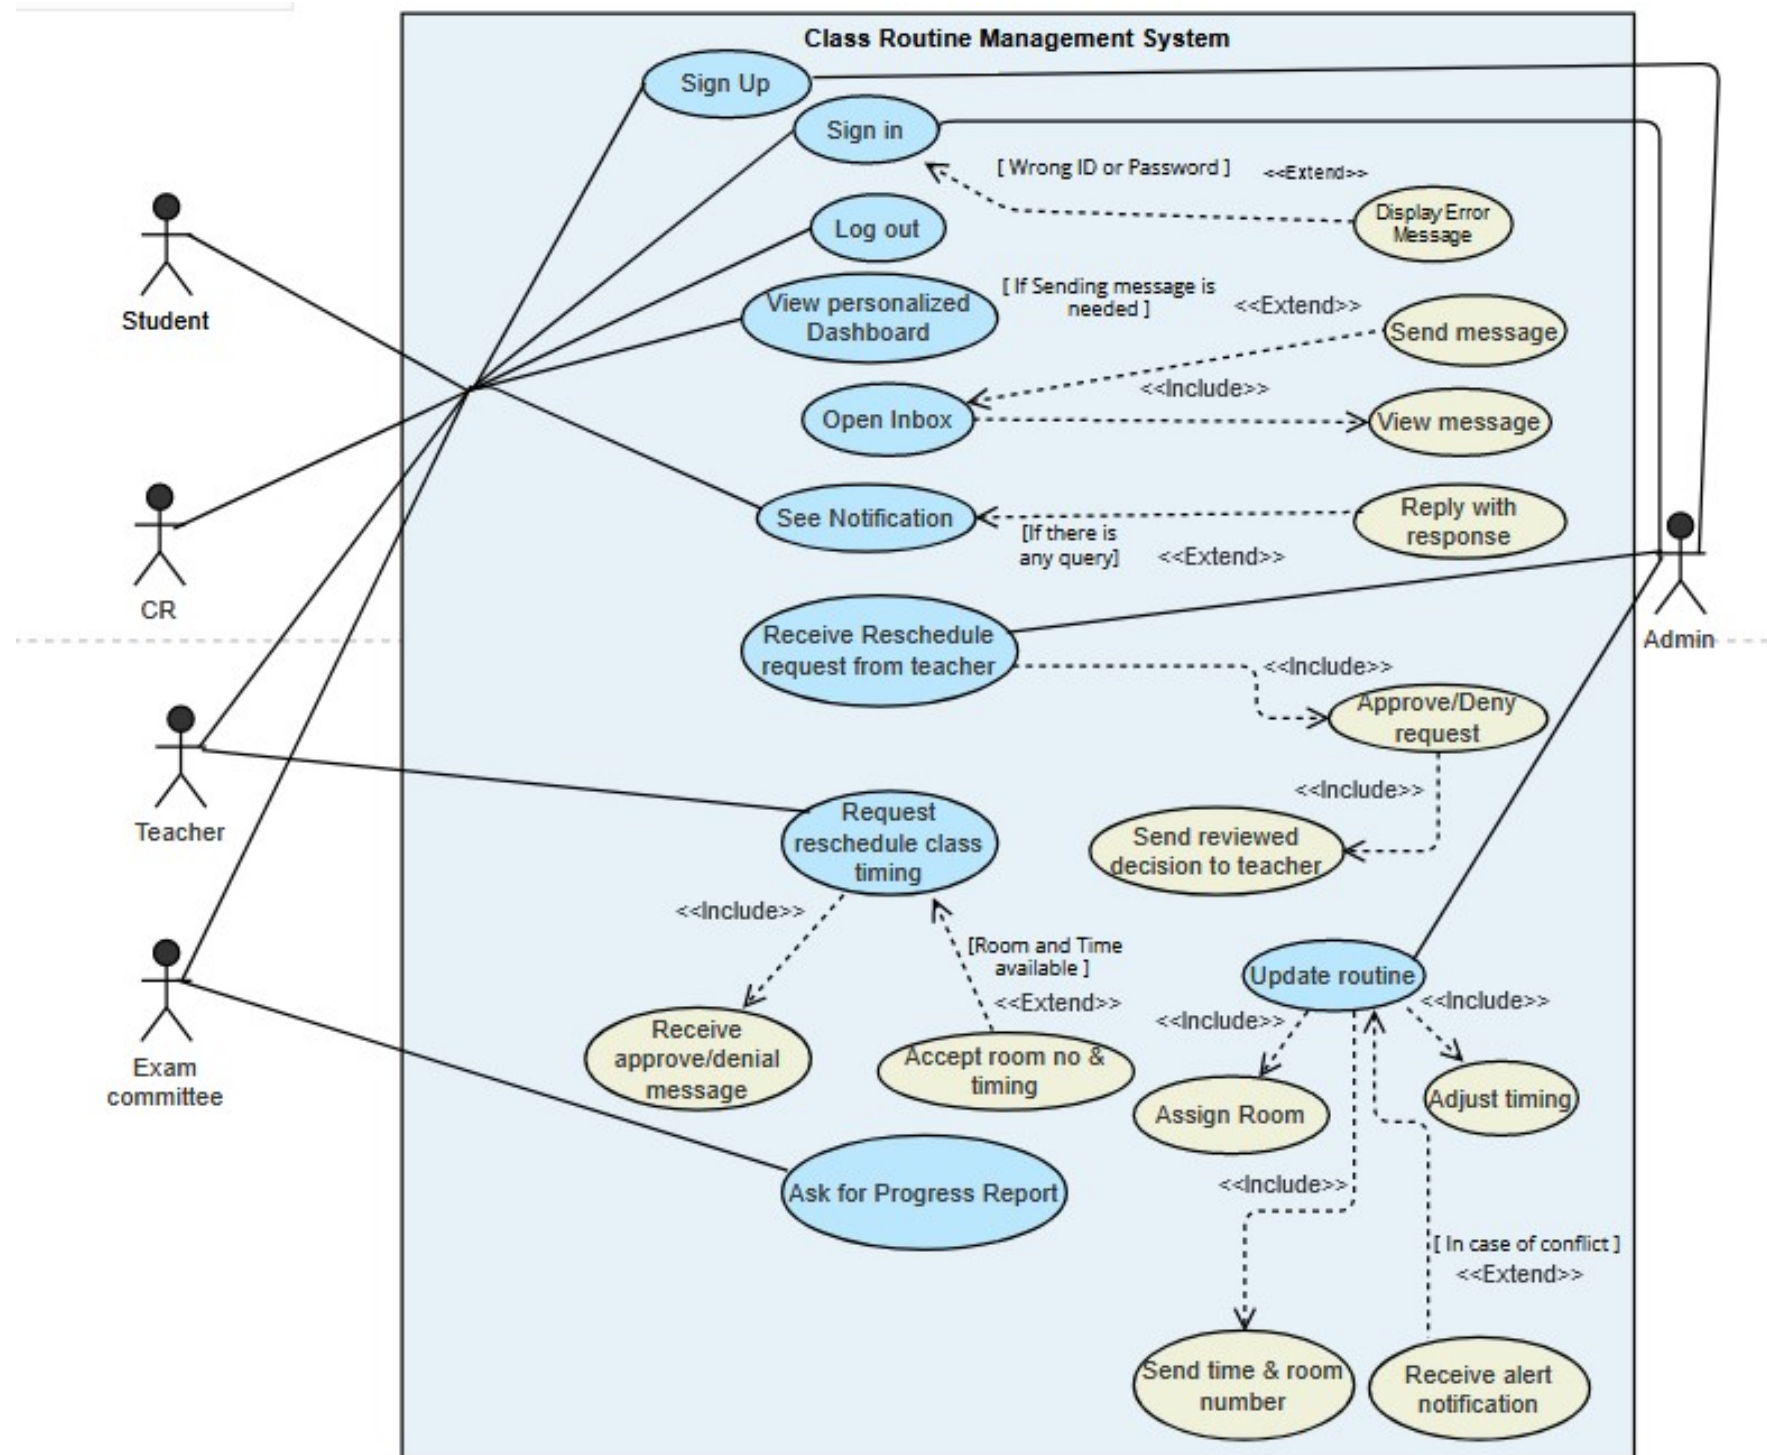 Class Routine Management System
Sign Up
Sign in
[ Wrong ID or Password ]
<<Extend>>
Display Error
Message
Log out
Student
View personalized
Dashboard
[ If Sending message is
needed ]
<<Extend>>
Send message
<<Include>>
Open Inbox
View message
See Notification
[If there is
any query]
<<Extend>>
Reply with
response
CR
Admin
Receive Reschedule
request from teacher
<<Include>>
Approve/Deny
request
<<Include>>
Send reviewed
decision to teacher
Teacher
Request
reschedule class
timing
<<Include>>
[Room and Time
available ]
<<Extend>>
Receive
approve/denial
message
Accept room no &
timing
Update routine
<<Include>>
<<Include>>
Assign Room
Adjust timing
Exam
committee
Ask for Progress Report
<<Include>>
[ In case of conflict ]
<<Extend>>
Send time & room
number
Receive alert
notification